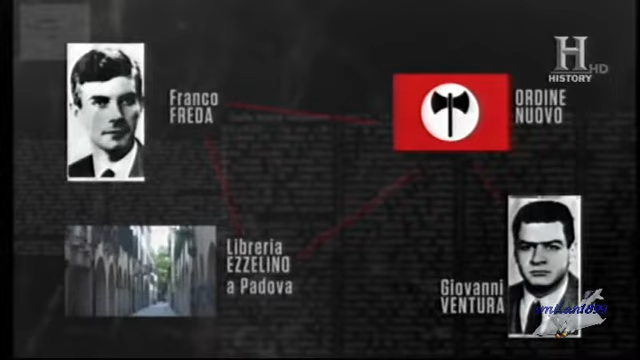 Franco
FREDA
HISTORY HD
ORDINE
NUOVO
Libreria
EZZELINO
a Padova
Giovanni
VENTURA